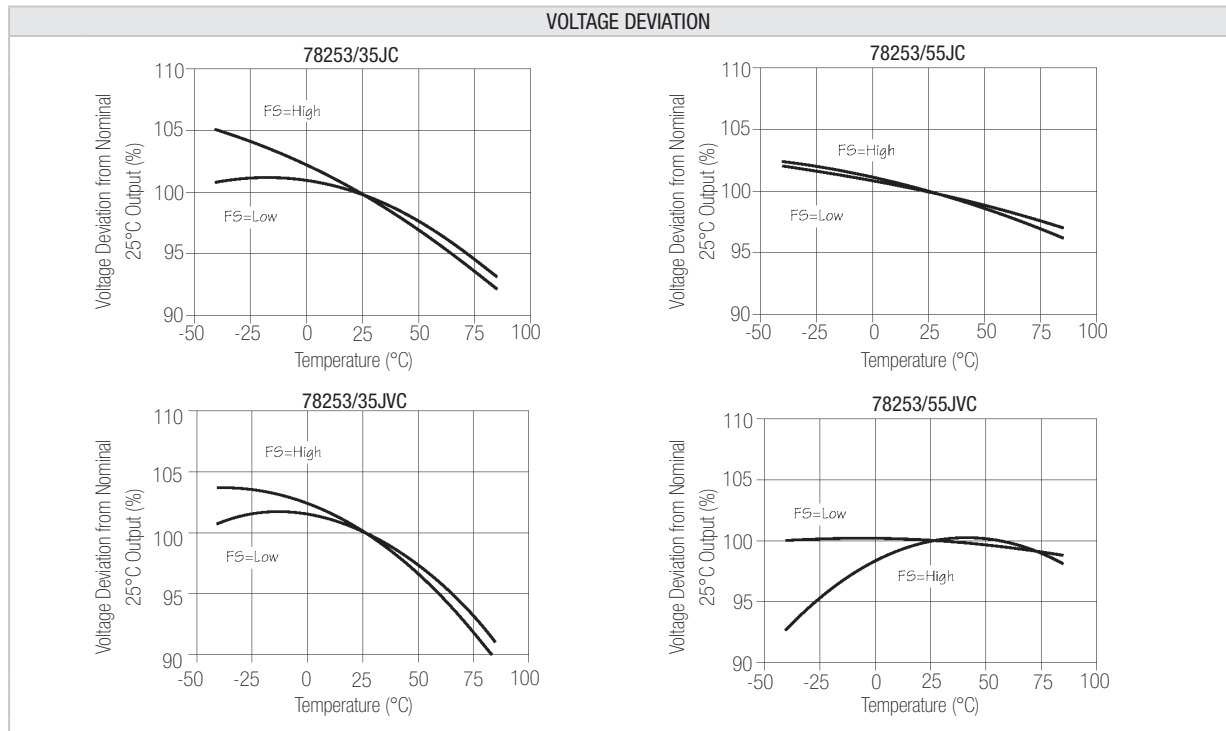 VOLTAGE DEVIATION
78253/35JC
Voltage Deviation from Nominal
25°C Output (%)
110
105
100
95
90
FS=High
FS=Low
-50
-25
0
25
50
75
100
Temperature (°C)
78253/55JC
Voltage Deviation from Nominal
25°C Output (%)
110
105
100
95
90
FS=High
FS=Low
-50
-25
0
25
50
75
100
Temperature (°C)
78253/35JVC
Voltage Deviation from Nominal
25°C Output (%)
110
105
100
95
90
FS=High
FS=Low
-50
-25
0
25
50
75
100
Temperature (°C)
78253/55JVC
Voltage Deviation from Nominal
25°C Output (%)
110
105
100
95
90
FS=Low
FS=High
-50
-25
0
25
50
75
100
Temperature (°C)